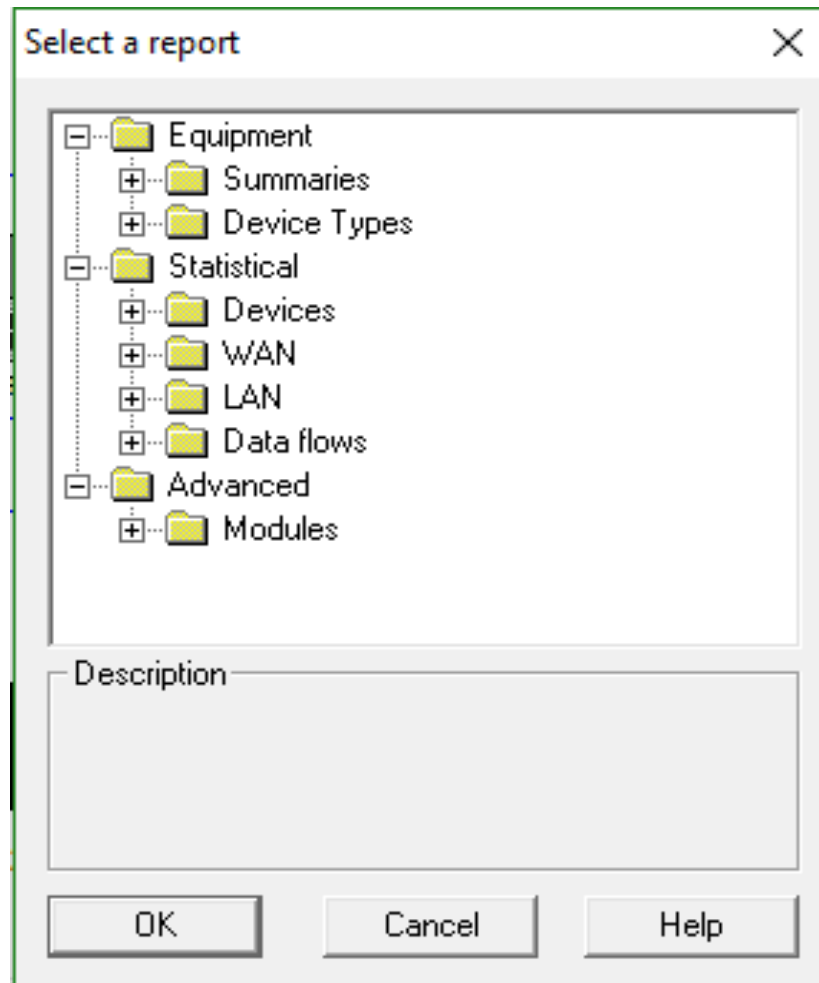 Select a report
Equipment
Summaries
Device Types
Statistical
Devices
WAN
LAN
Data flows
Advanced
Modules
Description
OK Cancel Help